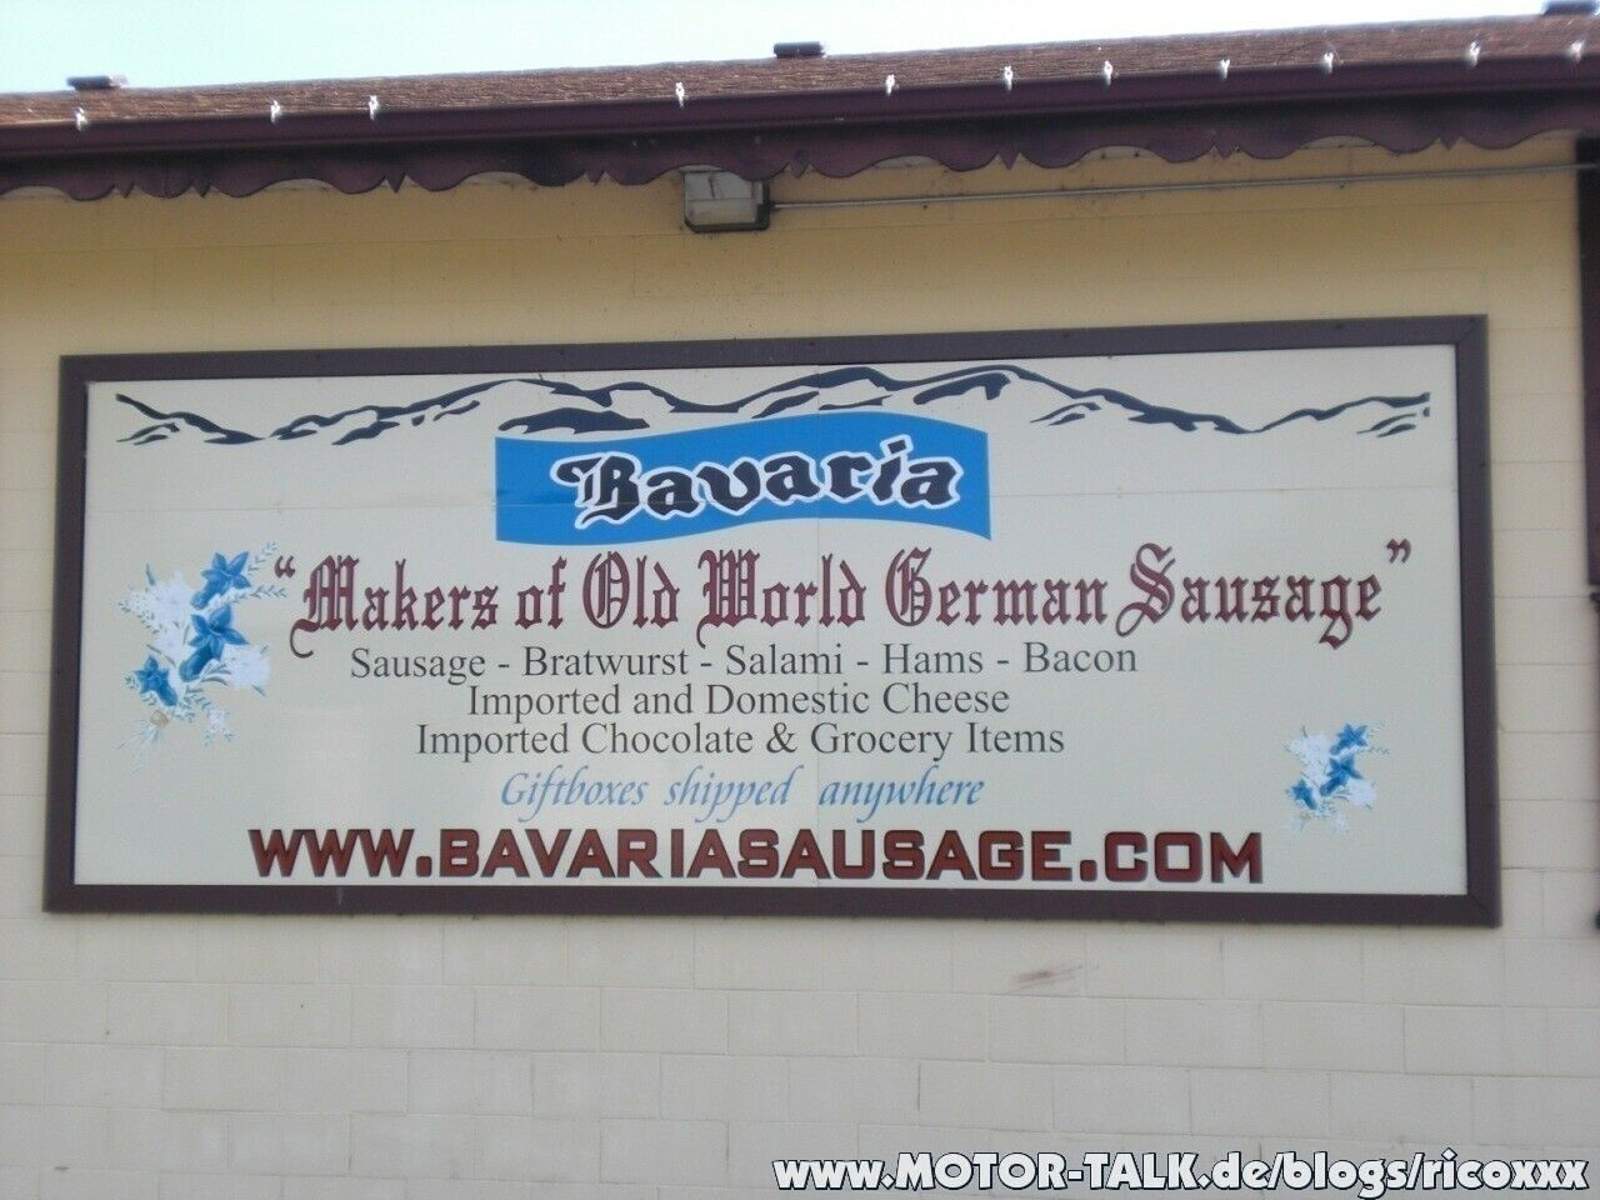 Bavaria
"Makers of Old World German Sausage"
Sausage - Bratwurst - Salami - Hams - Bacon
Imported and Domestic Cheese
Imported Chocolate & Grocery Items
Giftboxes shipped anywhere
WWW.BAVARIASAUSAGE.COM
www.MOTOR-TALK.de/blogs/ricoxxx